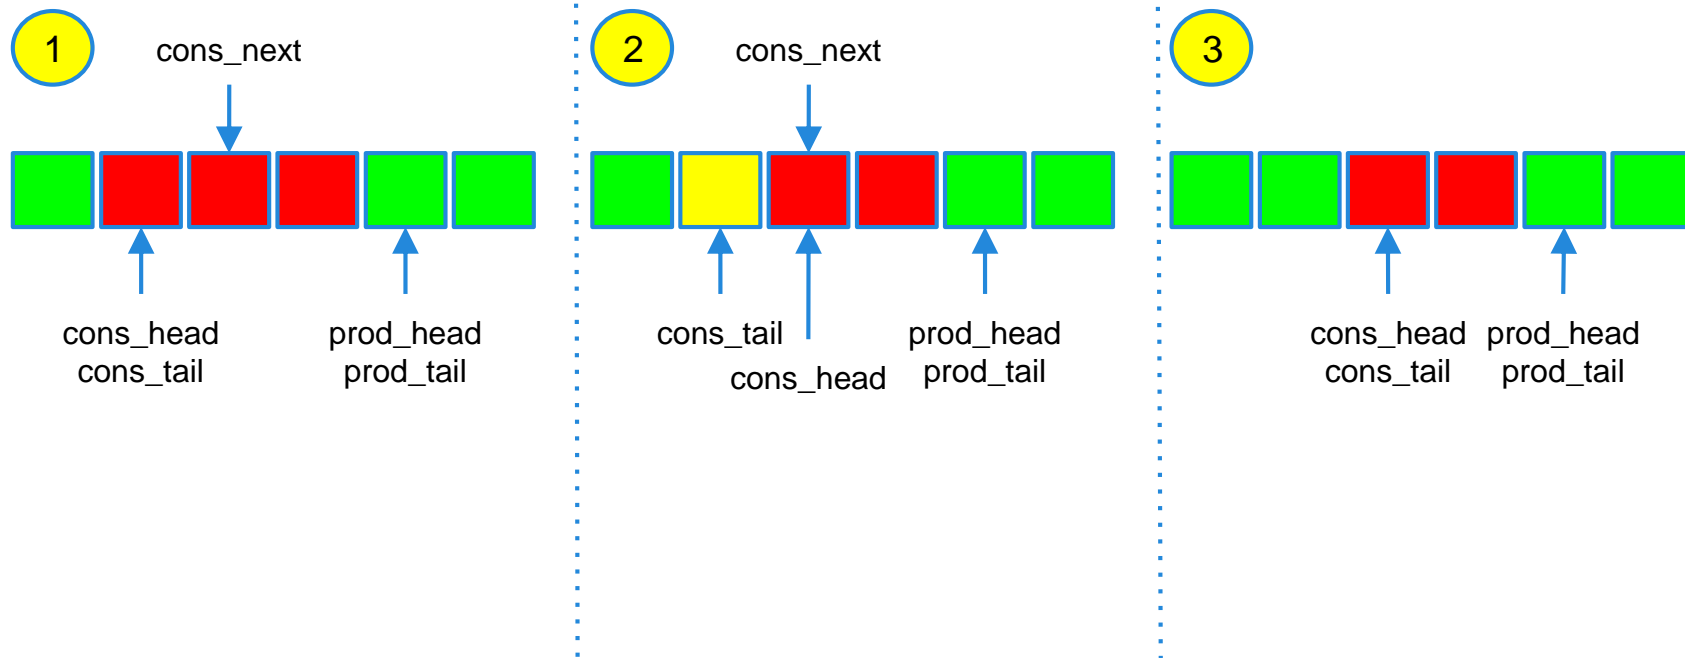 1
cons_next
cons_head
cons_tail
prod_head
prod_tail
2
cons_next
cons_tail
cons_head
prod_head
prod_tail
3
cons_head
cons_tail
prod_head
prod_tail